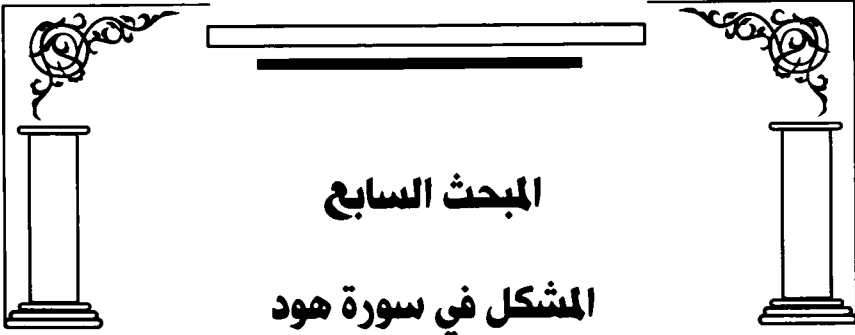 المبحث السابع
المشكل في سورة هود